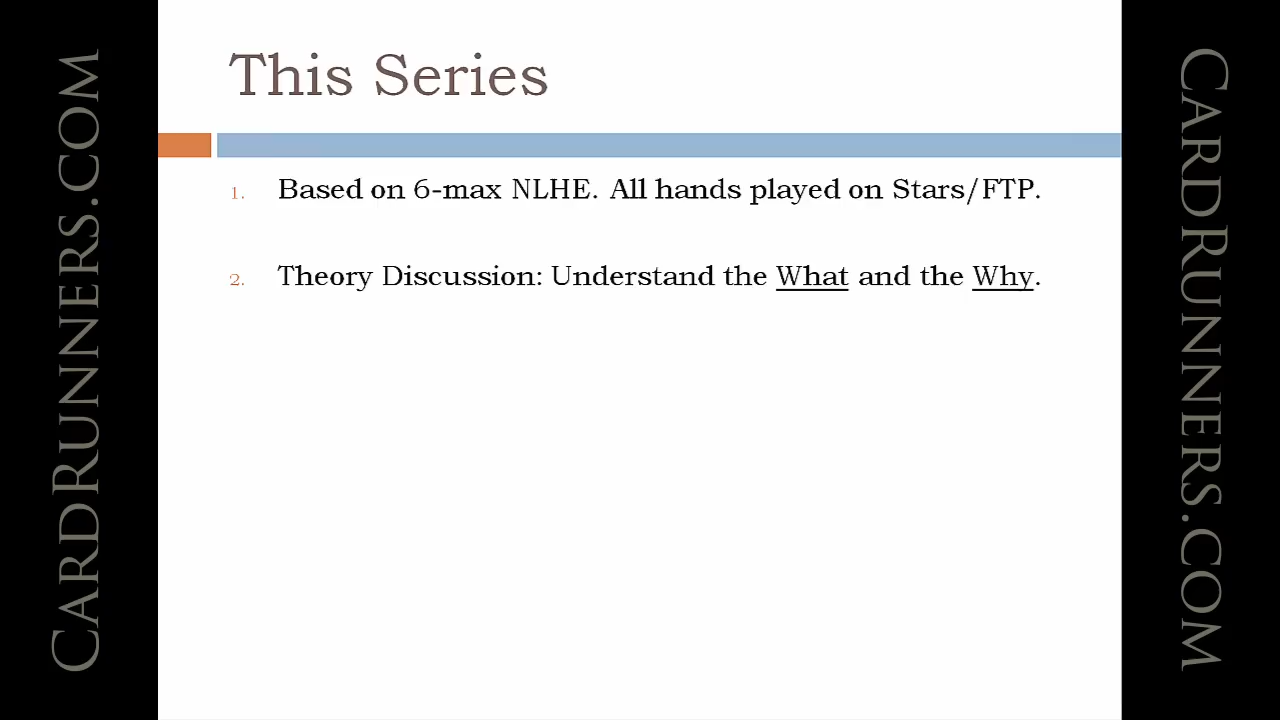 This Series
1. Based on 6-max NLHE. All hands played on Stars/FTP.
2. Theory Discussion: Understand the What and the Why.
CARDRUNNERS.COM
CARDRUNNERS.COM